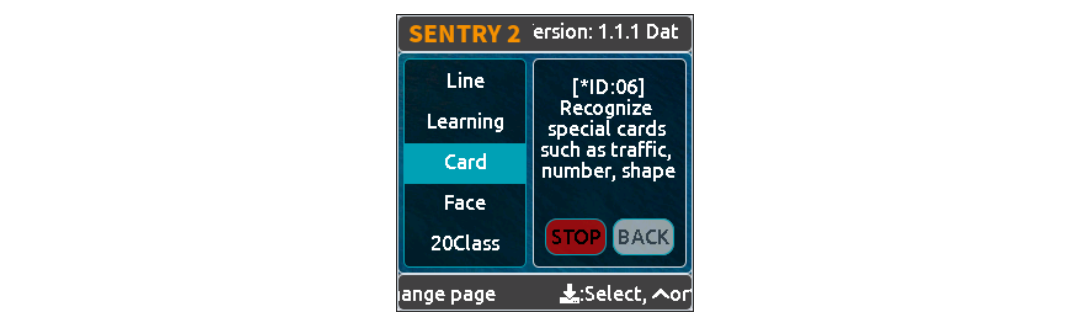 SENTRY 2 ersion: 1.1.1 Dat
Line
Learning
Card
Face
20Class
[*ID:06]
Recognize
special cards
such as traffic,
number, shape
STOP BACK
ange page :Select, or